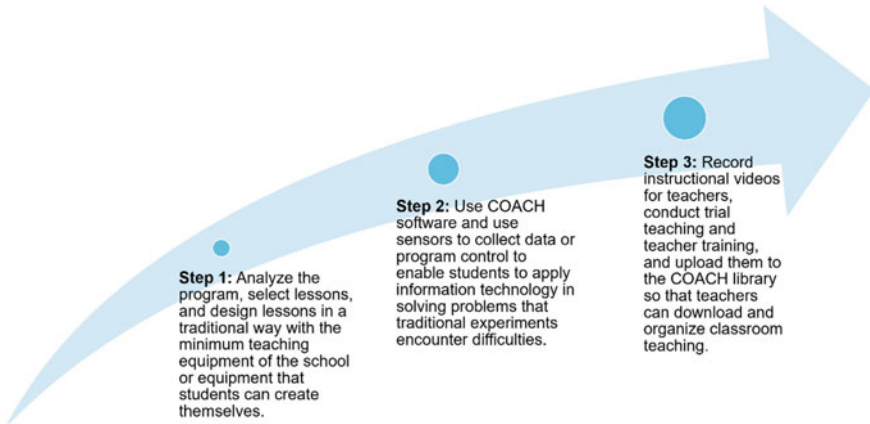 Step 1: Analyze the
program, select lessons,
and design lessons in a
traditional way with the
minimum teaching
equipment of the school
or equipment that
students can create
themselves.
Step 2: Use COACH
software and use
sensors to collect data or
program control to
enable students to apply
information technology in
solving problems that
traditional experiments
encounter difficulties.
Step 3: Record
instructional videos
for teachers,
conduct trial
teaching and
teacher training,
and upload them to
the COACH library
so that teachers
can download and
organize classroom
teaching.